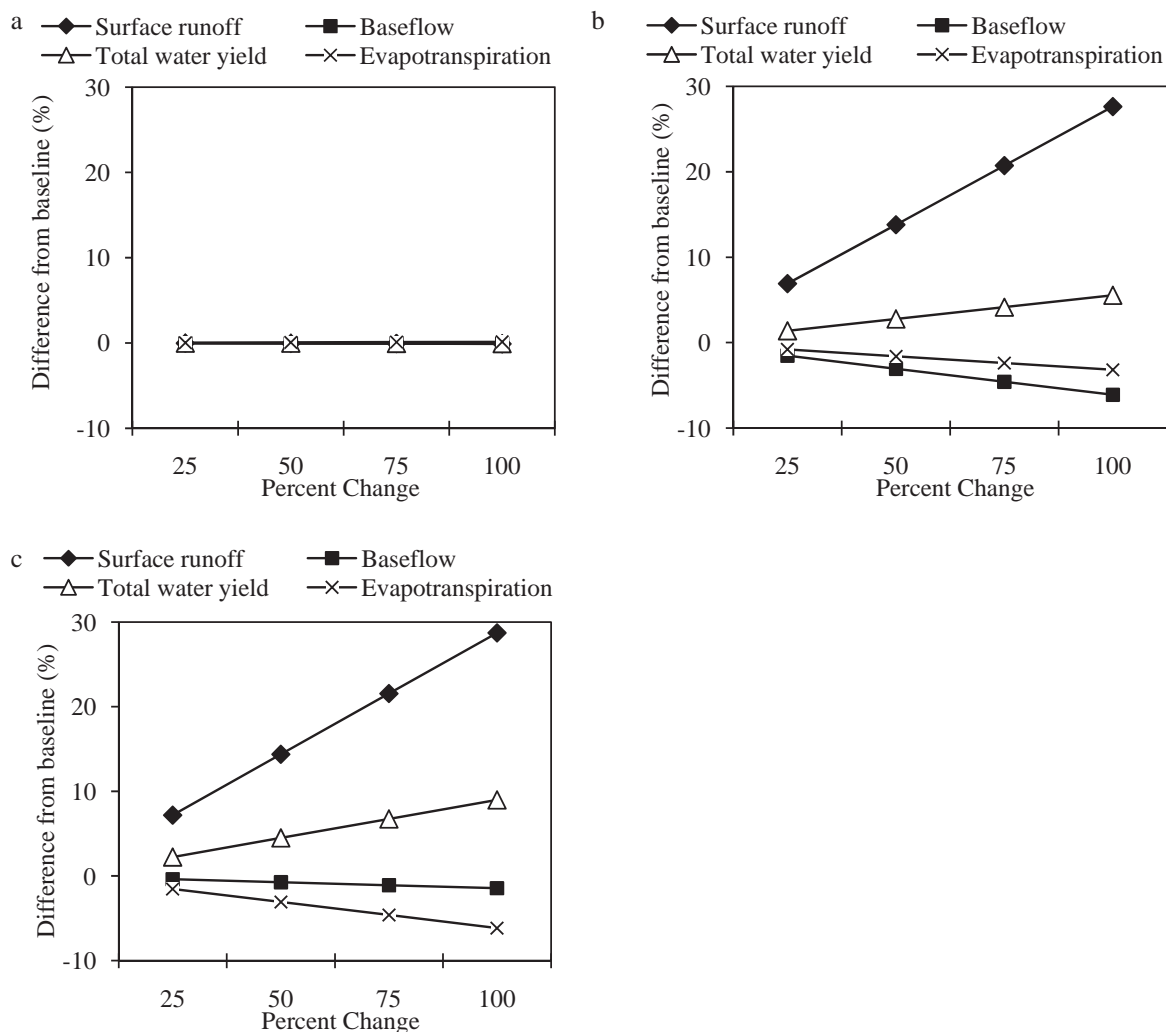 a
Surface runoff Baseflow
Total water yield Evapotranspiration
30
20
10
0
-10
Difference from baseline (%)
25 50 75 100
Percent Change
b
Surface runoff Baseflow
Total water yield Evapotranspiration
30
20
10
0
-10
Difference from baseline (%)
25 50 75 100
Percent Change
c
Surface runoff Baseflow
Total water yield Evapotranspiration
30
20
10
0
-10
Difference from baseline (%)
25 50 75 100
Percent Change